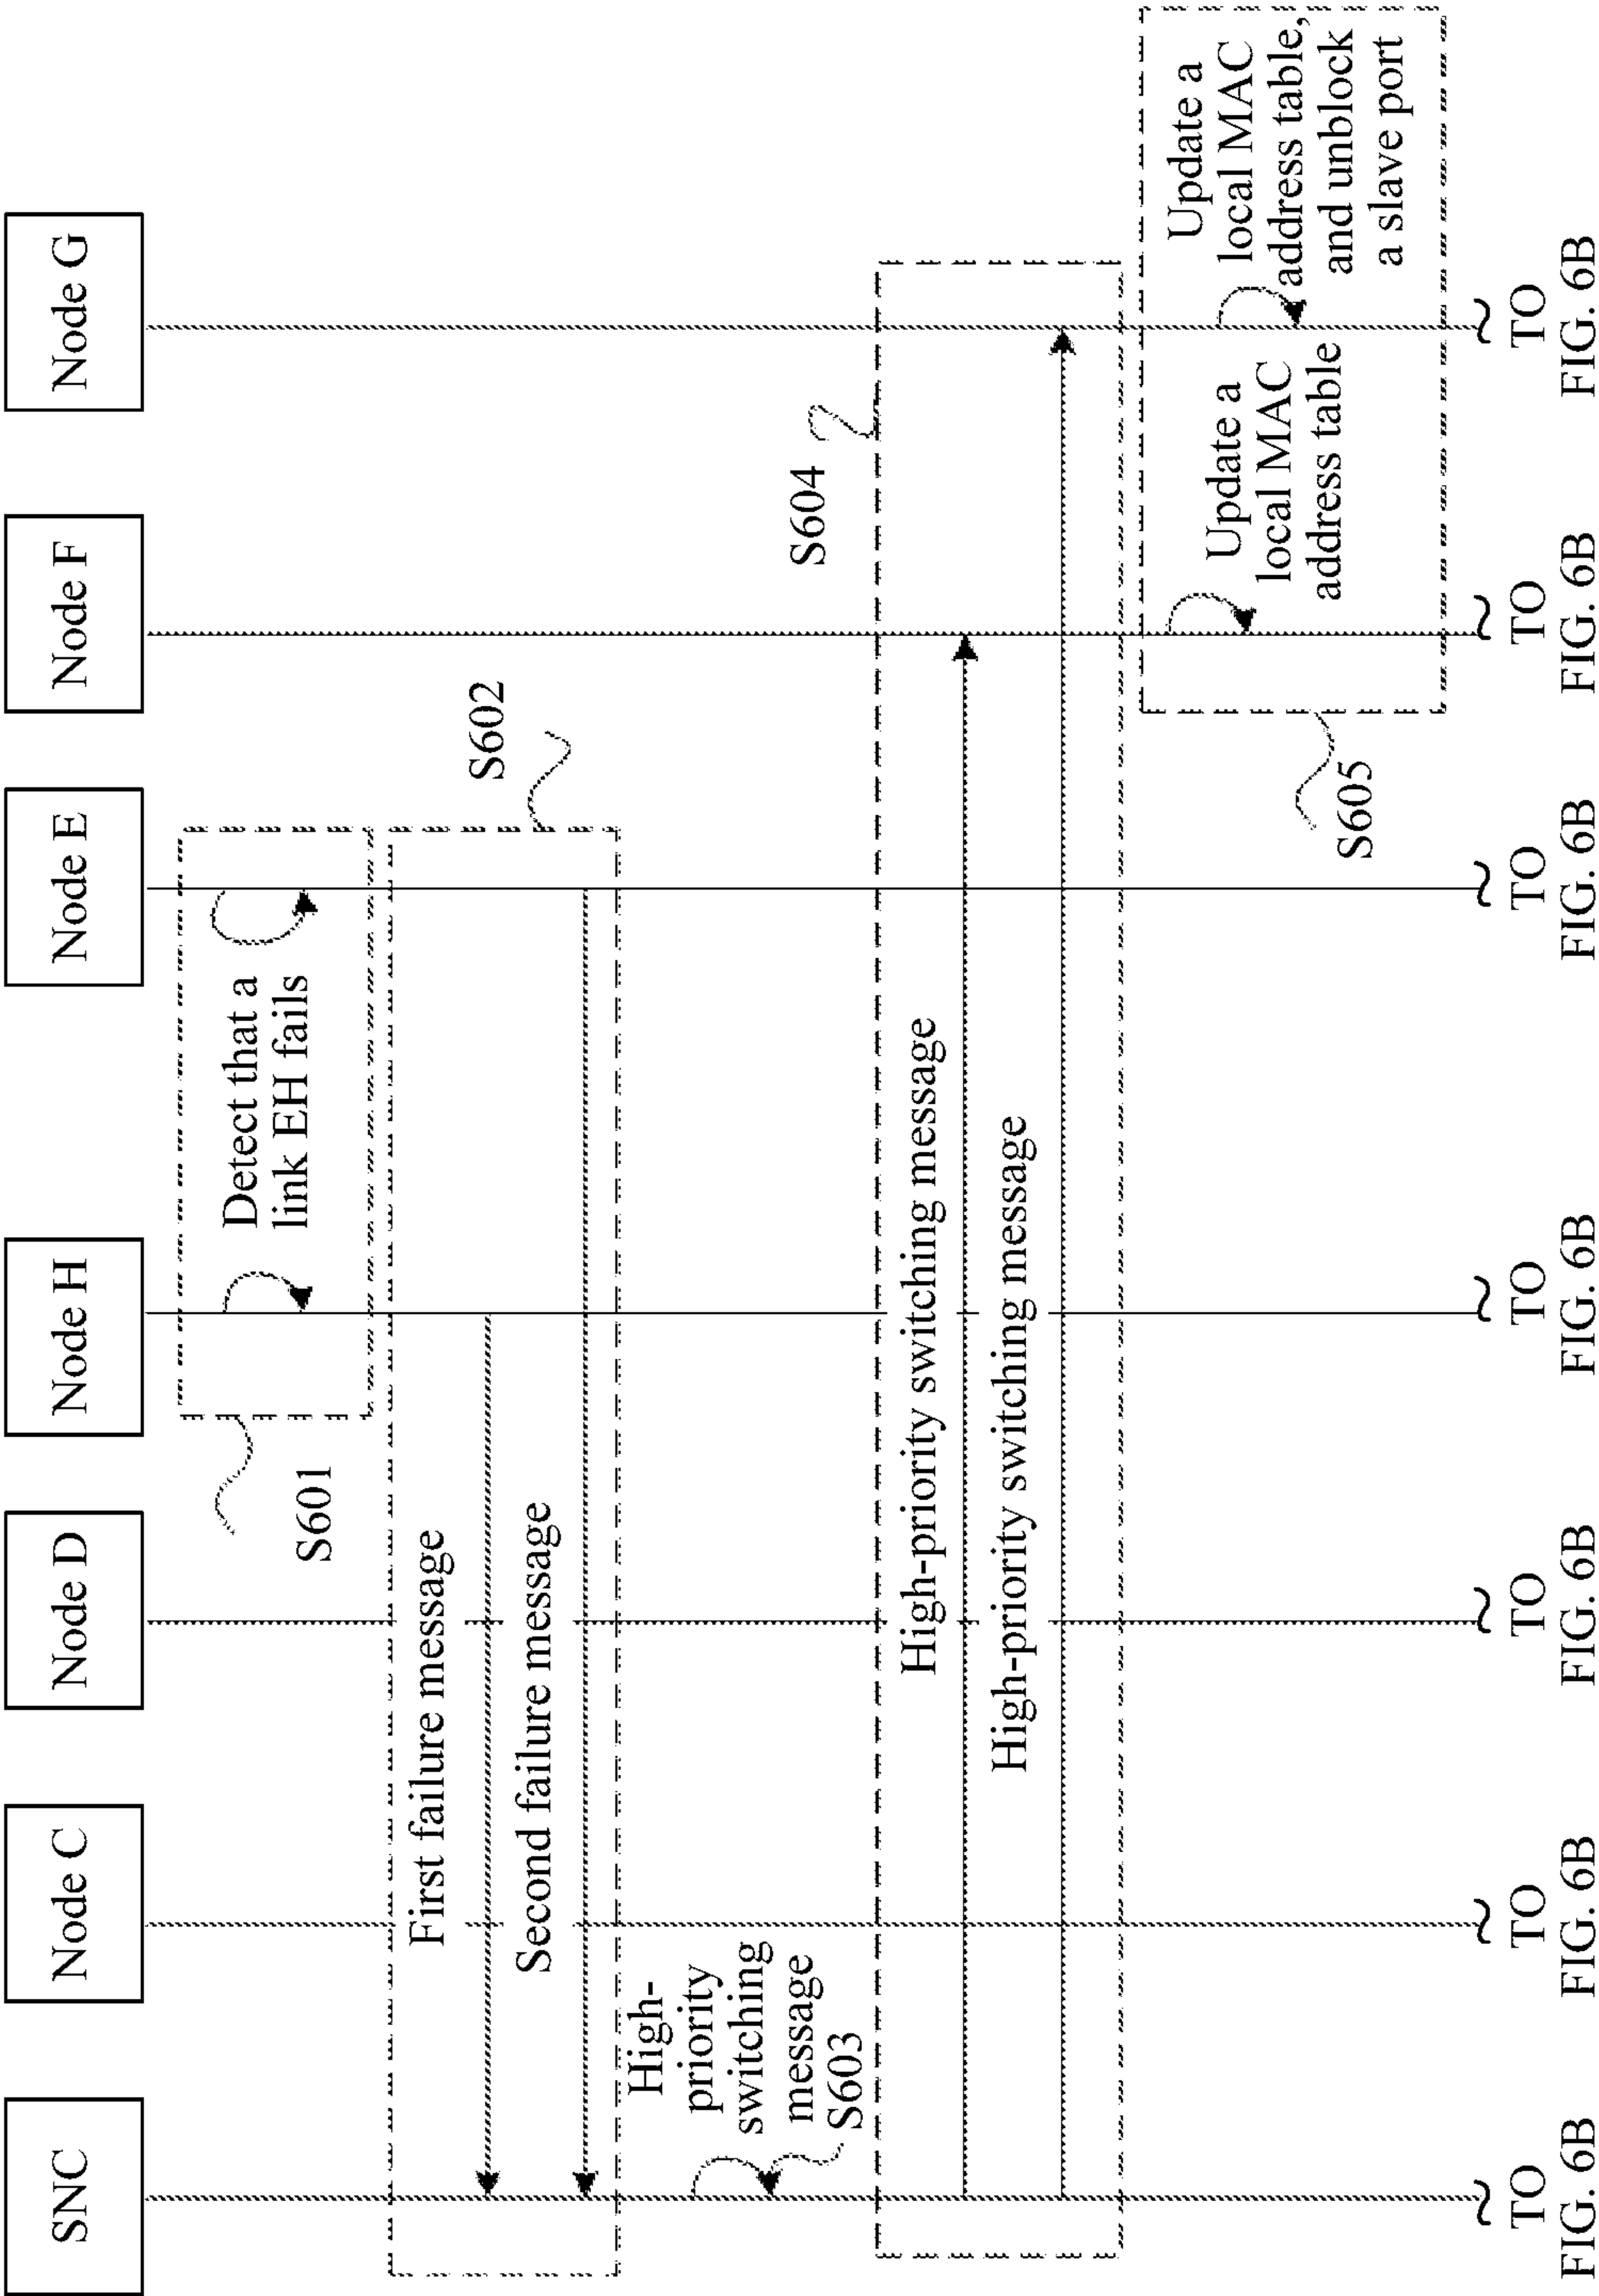 SNC
Node C
Node D
Node H
Node E
Node F
Node G
Detect that a
link EH fails
S601
First failure message
Second failure message
S602
High-
priority
switching
message
S603
S604
High-priority switching message
High-priority switching message
Update a
local MAC
address table
Update a
local MAC
address table,
and unblock
a slave port
S605
TO
FIG. 6B
TO
FIG. 6B
TO
FIG. 6B
TO
FIG. 6B
TO
FIG. 6B
TO
FIG. 6B
TO
FIG. 6B